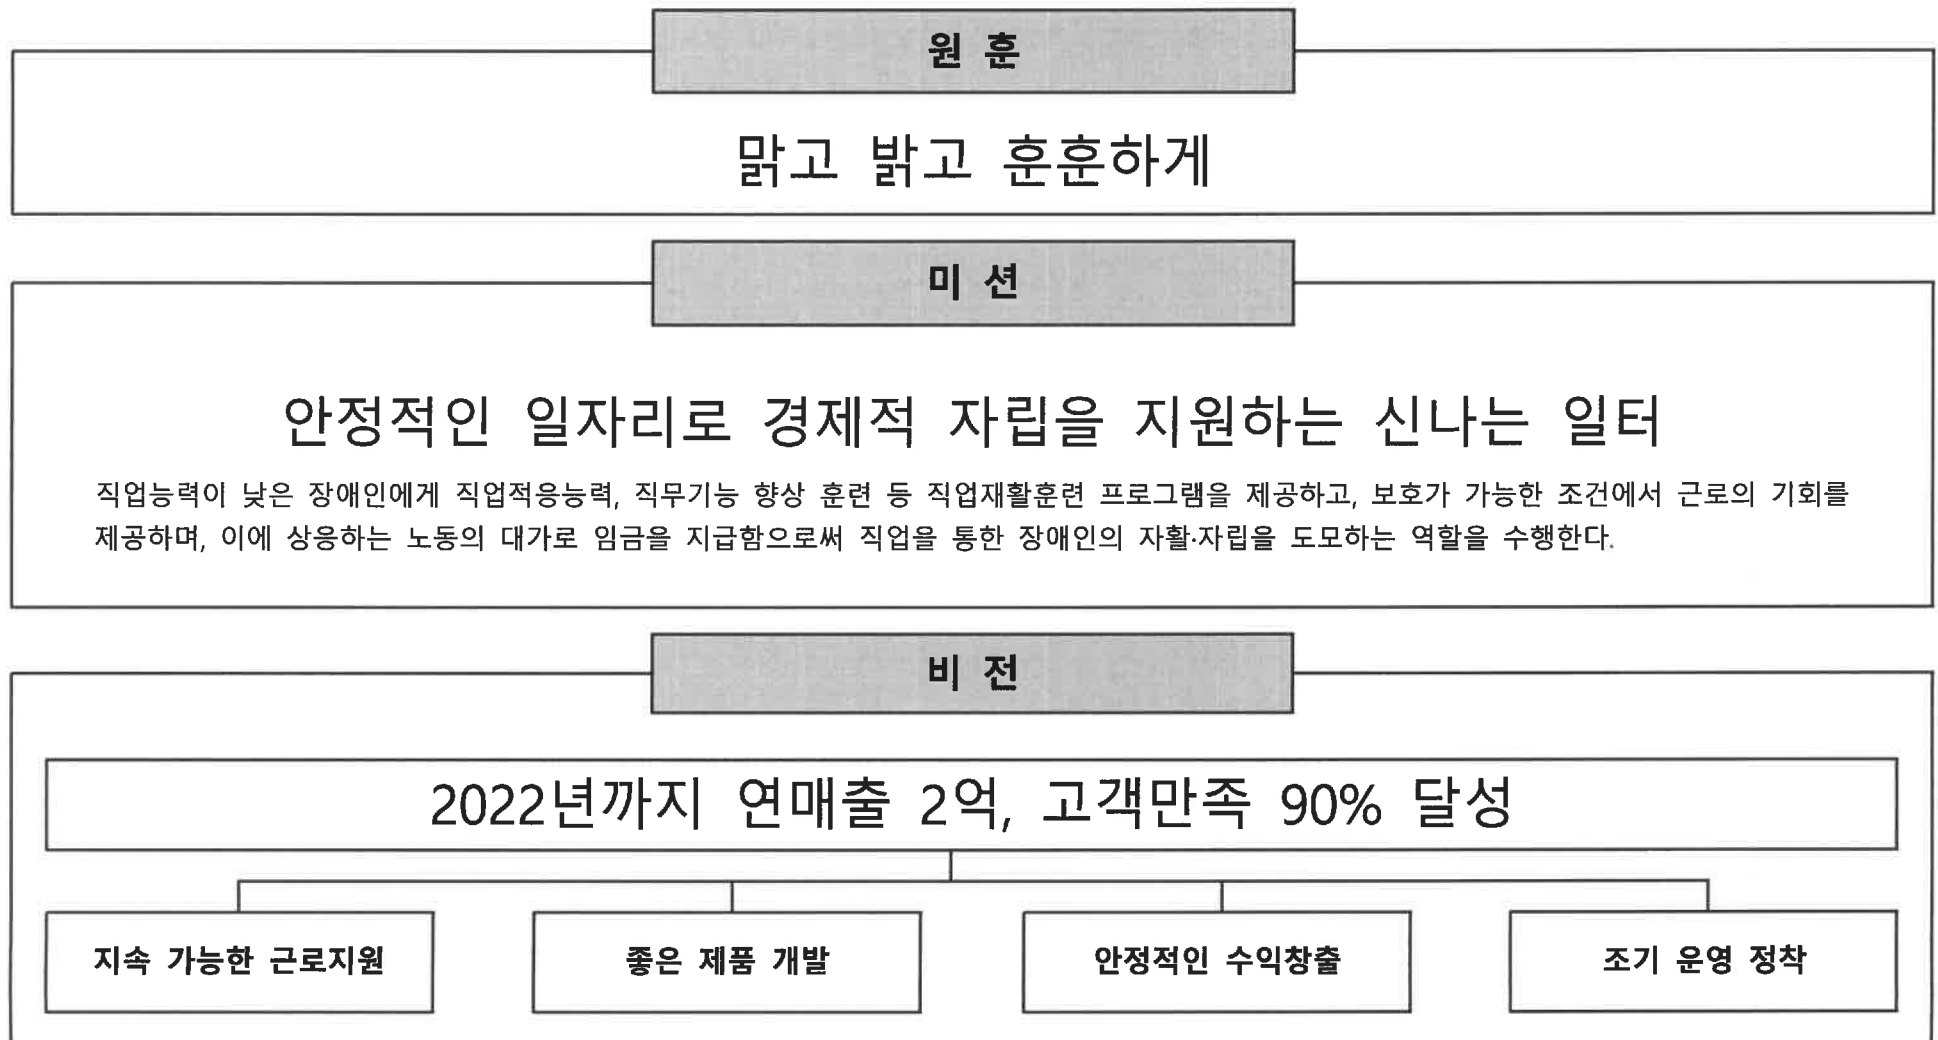 원 훈
맑고 밝고 훈훈하게
미 션
안정적인 일자리로 경제적 자립을 지원하는 신나는 일터
직업능력이 낮은 장애인에게 직업적응능력, 직무기능 향상 훈련 등 직업재활훈련 프로그램을 제공하고, 보호가 가능한 조건에서 근로의 기회를
제공하며, 이에 상응하는 노동의 대가로 임금을 지급함으로써 직업을 통한 장애인의 자활·자립을 도모하는 역할을 수행한다.
비 전
2022년까지 연매출 2억, 고객만족 90% 달성
지속 가능한 근로지원
좋은 제품 개발
안정적인 수익창출
조기 운영 정착